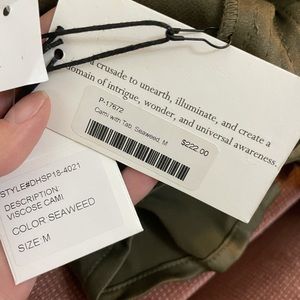 a crusade to unearth, illuminate, and create a
domain of intrigue, wonder, and universal awareness.
P-17672
Cami with Tab, Seaweed, M
$222.00
STYLE#DHSP18-4021
DESCRIPTION:
VISCOSE CAMI
COLOR SEAWEED
SIZE M